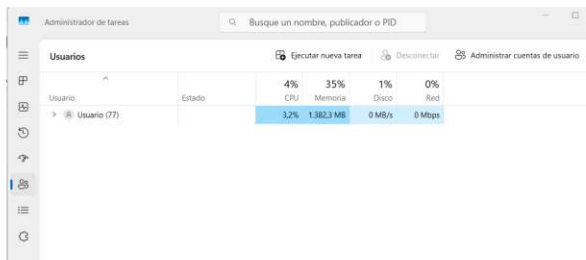 Administrador de tareas
Busque un nombre, publicador o PID
Usuarios
Ejecutar nueva tarea
Desconectar
Administrar cuentas de usuario
4% 35% 1% 0%
Usuario Estado CPU Memoria Disco Red
Usuario (77) 3,2% 1.382,3 MB 0 MB/s 0 Mbps